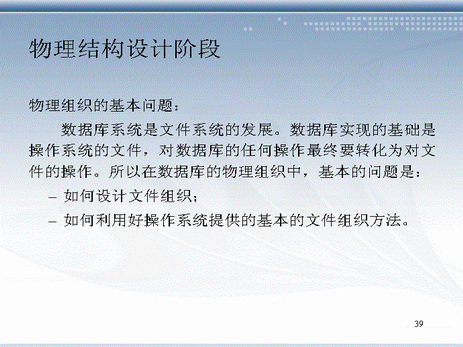 物理结构设计阶段
物理组织的基本问题：
数据库系统是文件系统的发展。数据库实现的基础是
操作系统的文件，对数据库的任何操作最终要转化为对文
件的操作。所以在数据库的物理组织中，基本的问题是：
– 如何设计文件组织；
– 如何利用好操作系统提供的基本的文件组织方法。
39